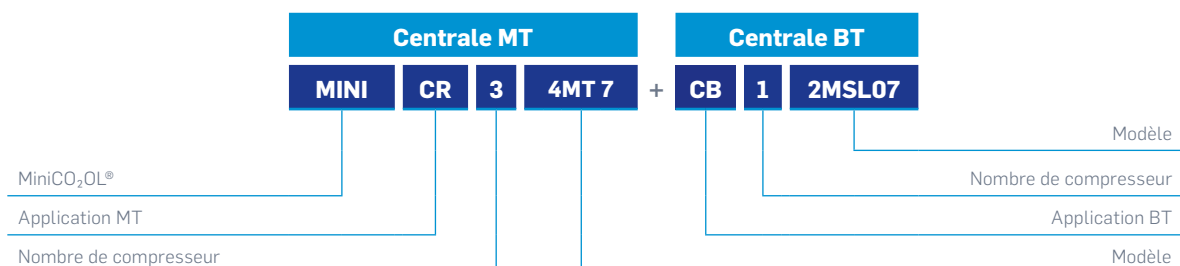 Centrale MT Centrale BT
MINI CR 3 4MT 7 + CB 1 2MSL07
Modèle
MiniCO₂OL® Nombre de compresseur
Application MT Application BT
Nombre de compresseur Modèle